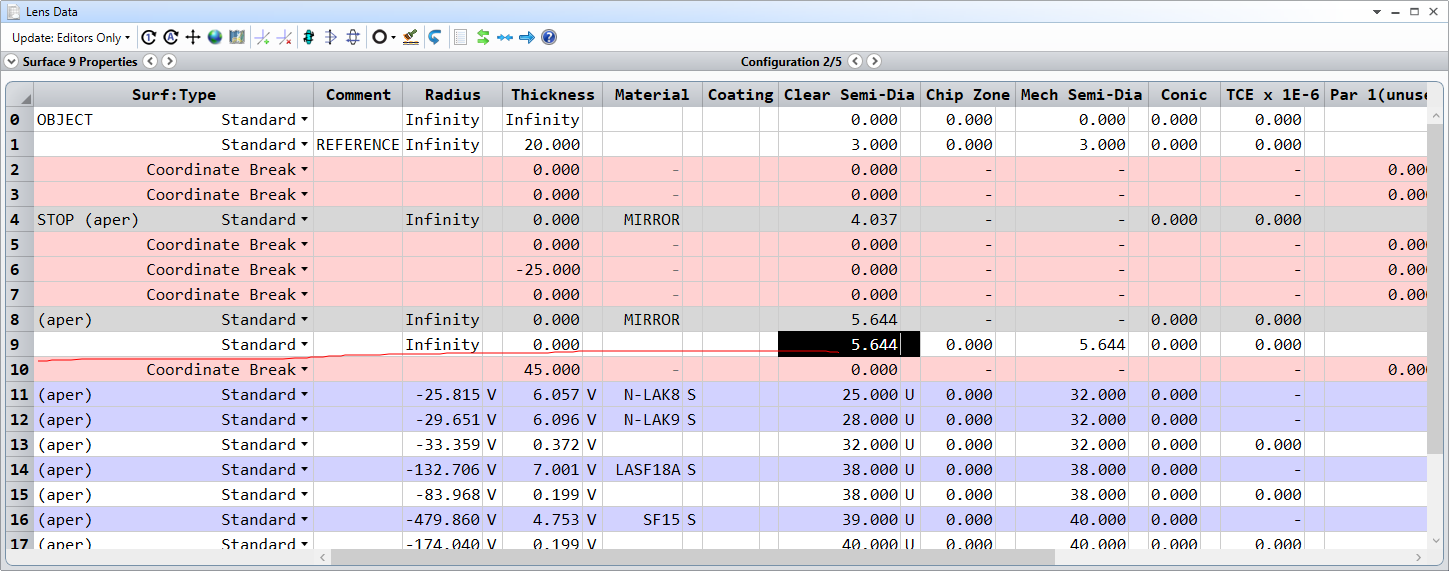 Lens Data
Update: Editors Only
Surface 9 Properties Configuration 2/5
Surf:Type Comment Radius Thickness Material Coating Clear Semi-Dia Chip Zone Mech Semi-Dia Conic TCE x 1E-6 Par 1(unuse
0 OBJECT Standard Infinity Infinity 0.000 0.000 0.000 0.000 0.000
1 Standard REFERENCE Infinity 20.000 3.000 0.000 3.000 0.000 0.000
2 Coordinate Break 0.000 - 0.000 - - - 0.000
3 Coordinate Break 0.000 - 0.000 - - - 0.000
4 STOP (aper) Standard Infinity 0.000 MIRROR 4.037 - - 0.000 0.000
5 Coordinate Break 0.000 - 0.000 - - - 0.000
6 Coordinate Break -25.000 - 0.000 - - - 0.000
7 Coordinate Break 0.000 - 0.000 - - - 0.000
8 (aper) Standard Infinity 0.000 MIRROR 5.644 - - 0.000 0.000
9 Standard Infinity 0.000 5.644 0.000 5.644 0.000 0.000
10 Coordinate Break 45.000 - 0.000 - - - 0.000
11 (aper) Standard -25.815 V 6.057 V N-LAK8 S 25.000 U 0.000 32.000 0.000 -
12 (aper) Standard -29.651 V 6.096 V N-LAK9 S 28.000 U 0.000 32.000 0.000 -
13 (aper) Standard -33.359 V 0.372 V 32.000 U 0.000 32.000 0.000 0.000
14 (aper) Standard -132.706 V 7.001 V LASF18A S 38.000 U 0.000 38.000 0.000 -
15 (aper) Standard -83.968 V 0.199 V 38.000 U 0.000 38.000 0.000 0.000
16 (aper) Standard -479.860 V 4.753 V SF15 S 39.000 U 0.000 40.000 0.000 -
17 (aper) Standard -174.040 V 0.199 V 40.000 U 0.000 40.000 0.000 0.000